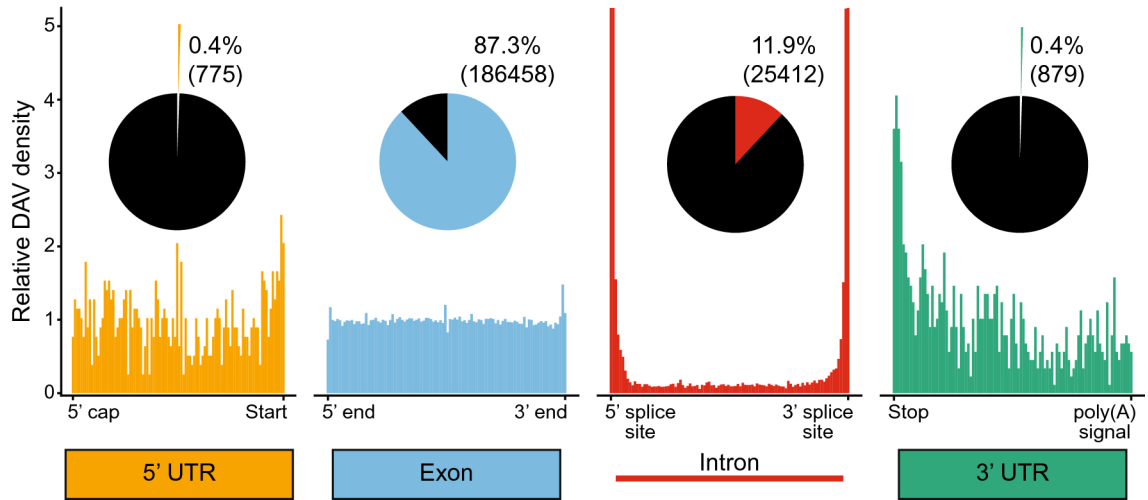 Relative DAV density
5
4
3
2
1
0
0.4%
(775)
5' cap
Start
5' UTR
87.3%
(186458)
5' end
3' end
Exon
11.9%
(25412)
5' splice
site
3' splice
site
Intron
0.4%
(879)
Stop
poly(A)
signal
3' UTR